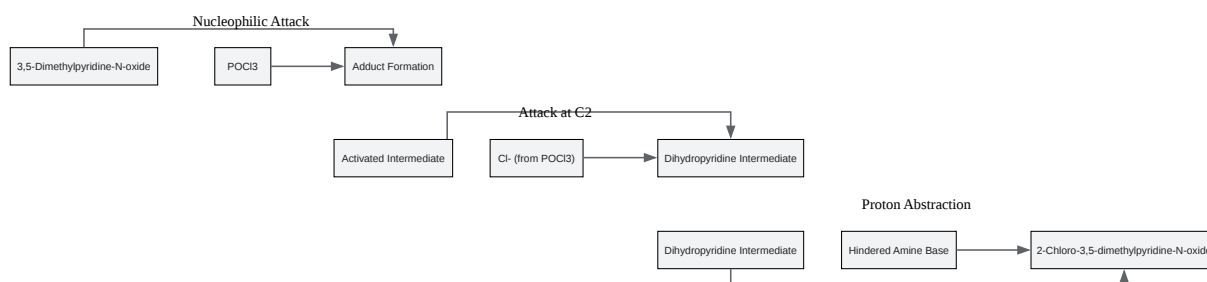 Nucleophilic Attack
3,5-Dimethylpyridine-N-oxide
POCl3
Adduct Formation
Attack at C2
Activated Intermediate
Cl- (from POCl3)
Dihydropyridine Intermediate
Proton Abstraction
Dihydropyridine Intermediate
Hindered Amine Base
2-Chloro-3,5-dimethylpyridine-N-oxide